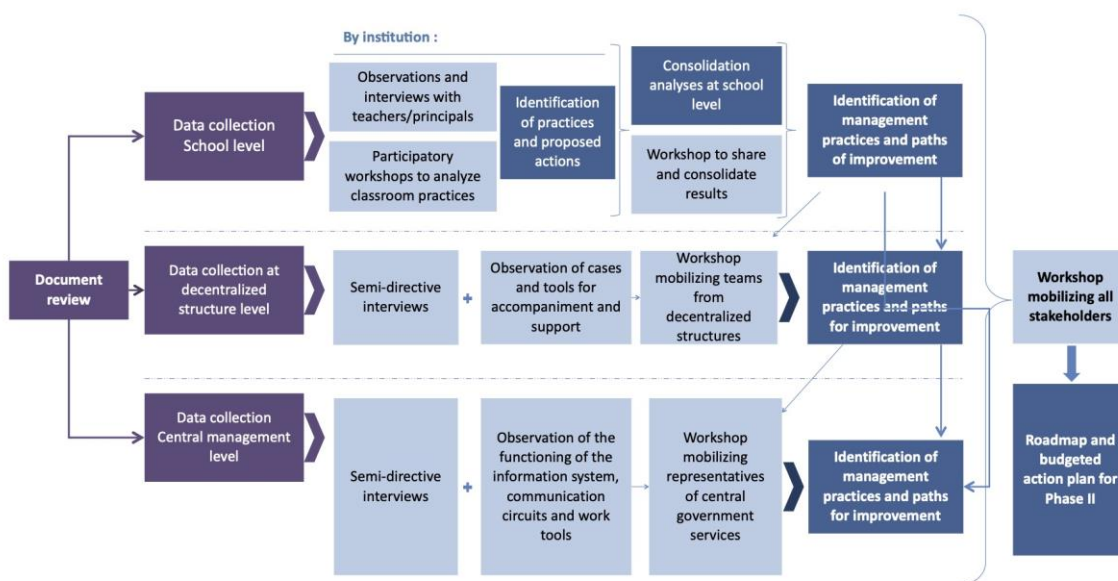 By institution :
Observations and
interviews with
teachers/principals
Participatory
workshops to analyze
classroom practices
Identification
of practices
and proposed
actions
Consolidation
analyses at school
level
Workshop to share
and consolidate
results
Identification of
management
practices and paths
of improvement
Data collection
School level
Document
review
Data collection at
decentralized
structure level
Semi-directive
interviews
+
Observation of cases
and tools for
accompaniment and
support
Workshop
mobilizing teams
from
decentralized
structures
Identification of
management
practices and paths
for improvement
Workshop
mobilizing all
stakeholders
Data collection
Central management
level
Semi-directive
interviews
+
Observation of the
functioning of the
information system,
communication
circuits and work
tools
Workshop
mobilizing
representatives
of central
government
services
Identification of
management
practices and paths
for improvement
Roadmap and
budgeted
action plan for
Phase II